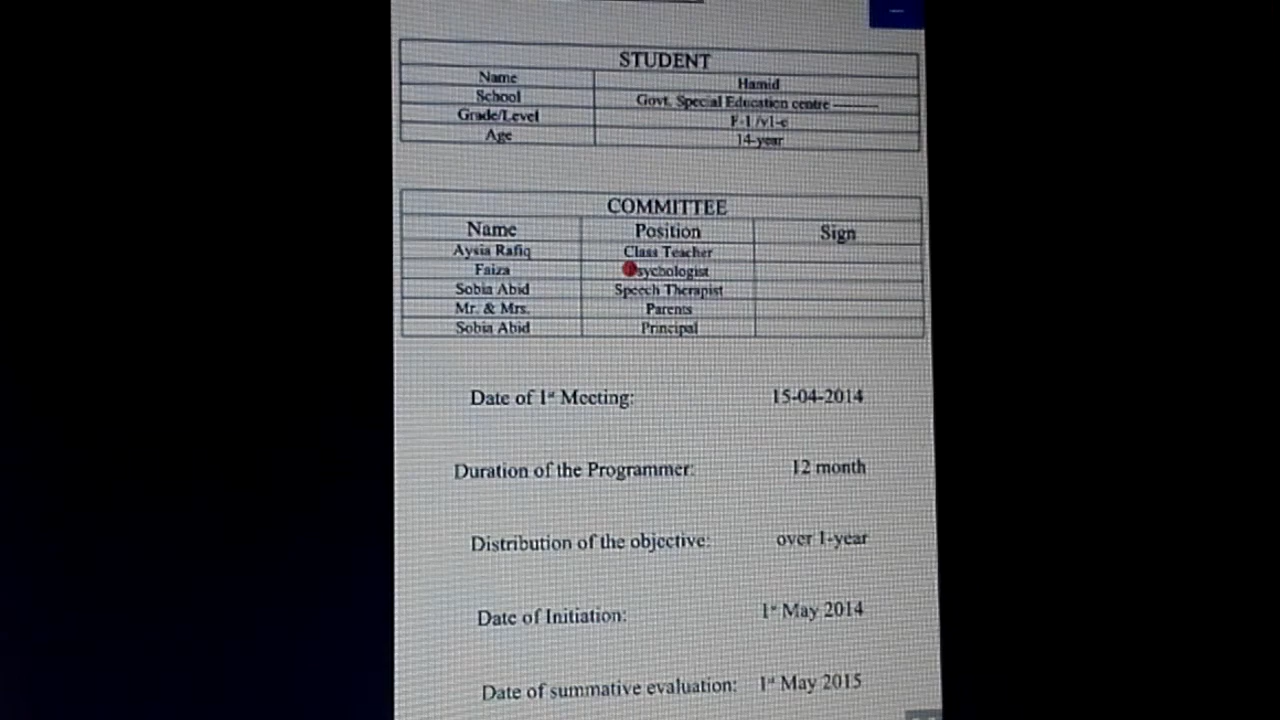 STUDENT
Name Hamid
School Govt. Special Education centre ———
Grade/Level
Age 14-year
COMMITTEE
Name Position Sign
Aysia Rafiq Class Teacher
Faiza Psychologist
Sobia Abid Speech Therapist
Mr. & Mrs. Parents
Sobia Abid Principal
Date of 1st Meeting: 15-04-2014
Duration of the Programmer: 12 month
Distribution of the objective: over 1-year
Date of Initiation: 1st May 2014
Date of summative evaluation: 1st May 2015